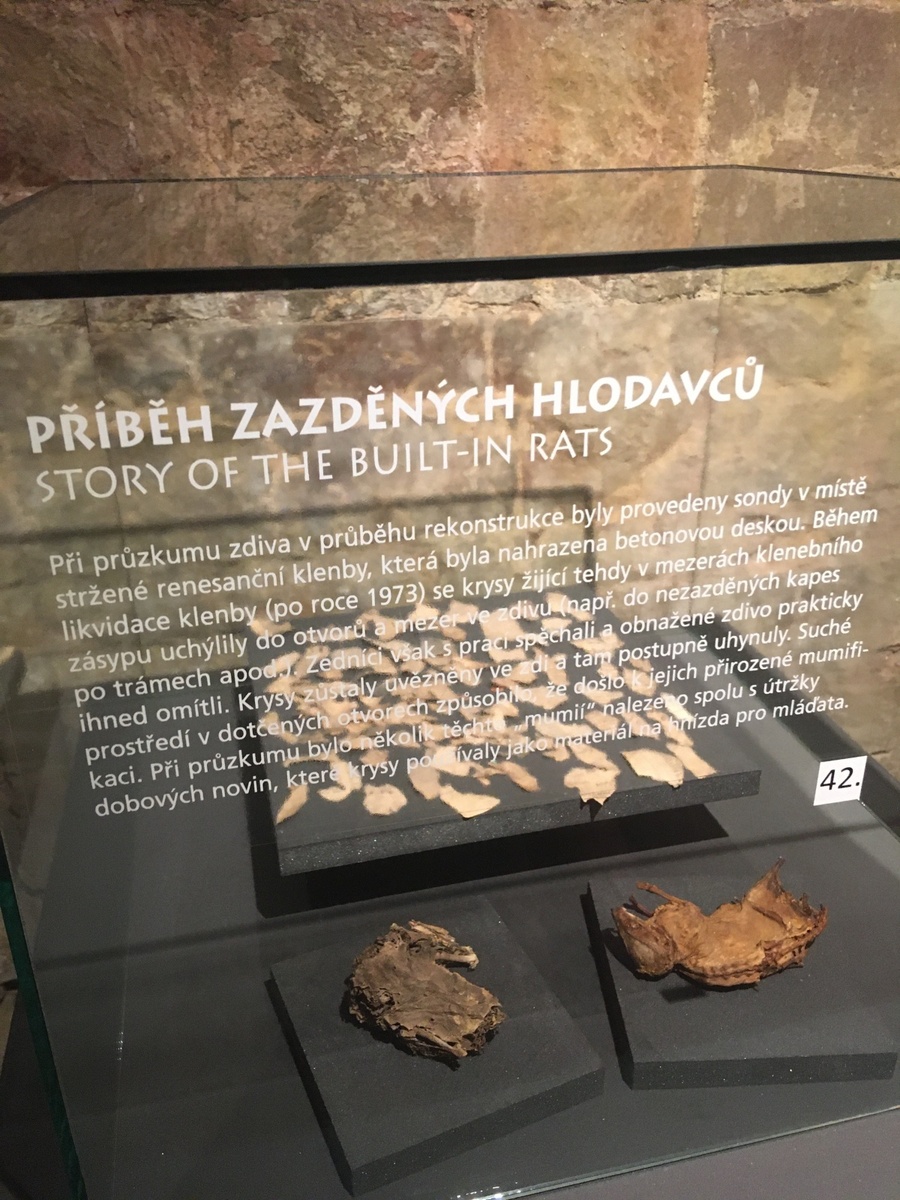 PŘÍBĚH ZAZDĚNÝCH HLODAVCŮ
STORY OF THE BUILT-IN RATS
Při průzkumu zdiva v průběhu rekonstrukce byly provedeny sondy v místě
stržené renesanční klenby, která byla nahrazena betonovou deskou. Během
likvidace klenby (po roce 1973) se krysy žijící tehdy v mezerách klenebního
zásypu uchýlily do otvorů a mezer ve zdivu (např. do nezazděných kapes
po trámech apod.). Zedníci však s prací spěchali a obnažené zdivo prakticky
ihned omítli. Krysy zůstaly uvězněny ve zdi a tam postupně uhynuly. Suché
prostředí v dotčených otvorech způsobilo, že došlo k jejich přirozené mumifi-
kaci. Při průzkumu bylo několik těchto „mumií“ nalezeno spolu s útržky
dobových novin, které krysy používaly jako materiál na hnízda pro mláďata.
42.